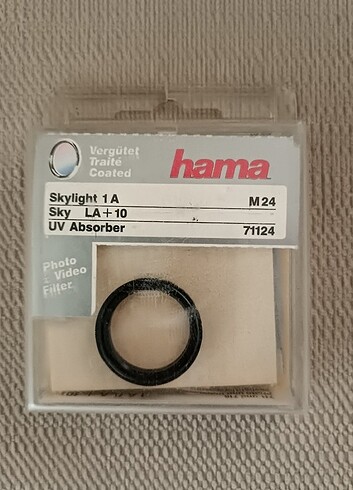 Vergütet
Traité
Coated
hama
Skylight 1 A M 24
Sky LA + 10
UV Absorber 71124
Photo
Video
Filter